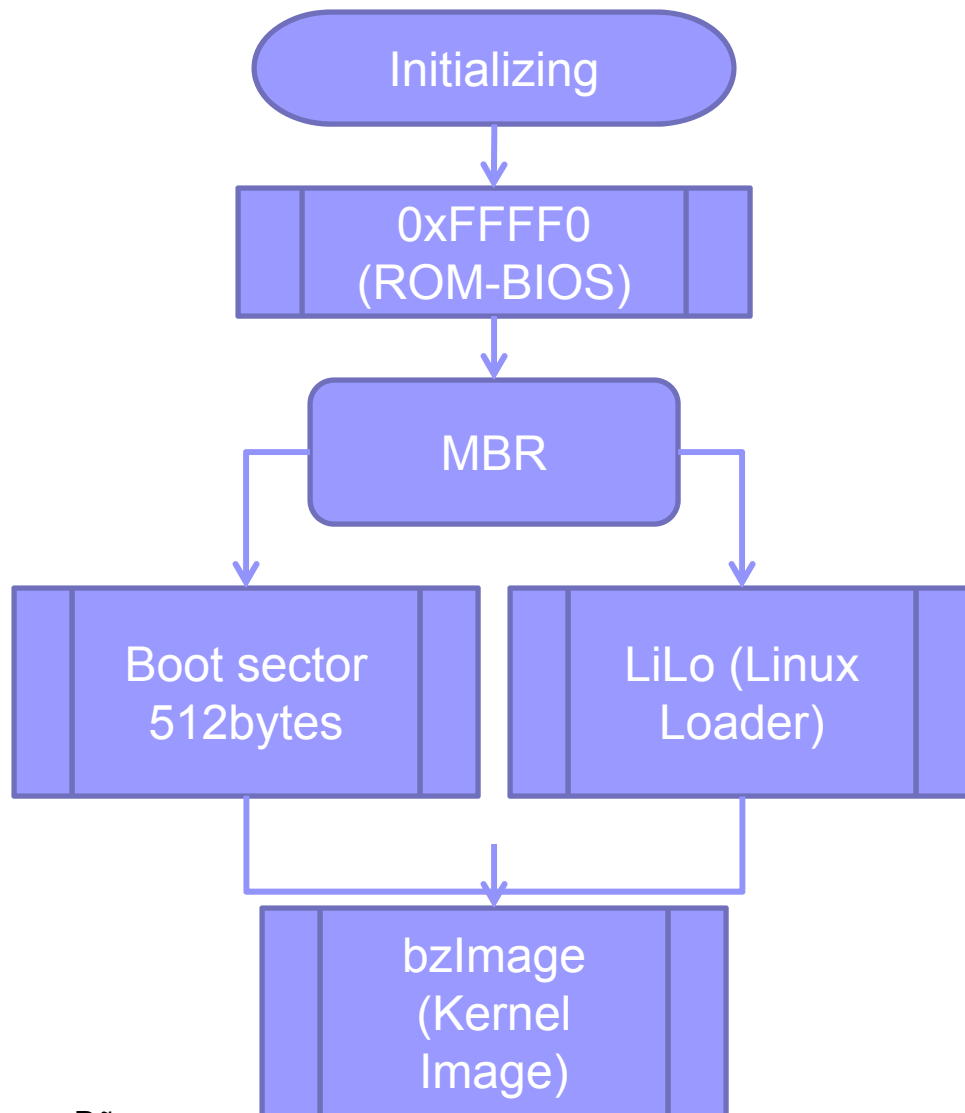 Initializing
0xFFFF0
(ROM-BIOS)
MBR
Boot sector
512bytes
LiLo (Linux
Loader)
bzImage
(Kernel
Image)